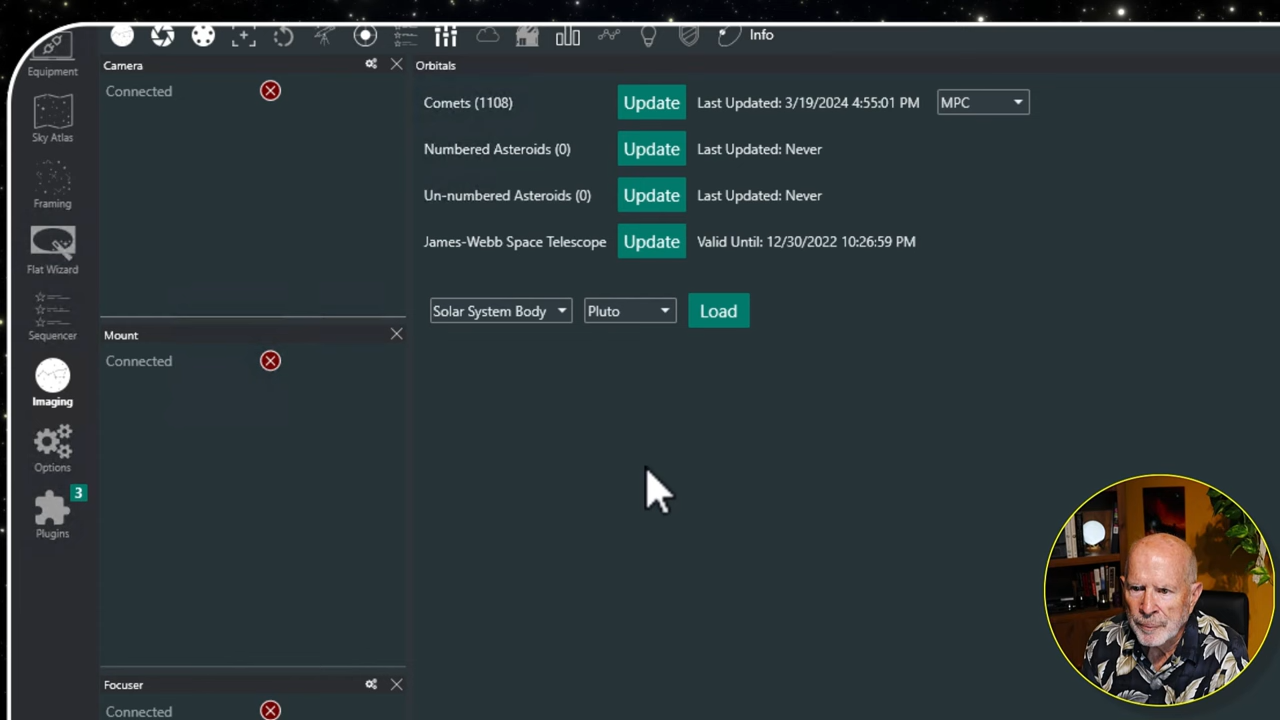 Info
Equipment
Sky Atlas
Framing
Flat Wizard
Sequencer
Imaging
Options
3
Plugins
Camera
Connected
Mount
Connected
Focuser
Connected
Orbitals
Comets (1108) Update Last Updated: 3/19/2024 4:55:01 PM MPC
Numbered Asteroids (0) Update Last Updated: Never
Un-numbered Asteroids (0) Update Last Updated: Never
James-Webb Space Telescope Update Valid Until: 12/30/2022 10:26:59 PM
Solar System Body Pluto Load